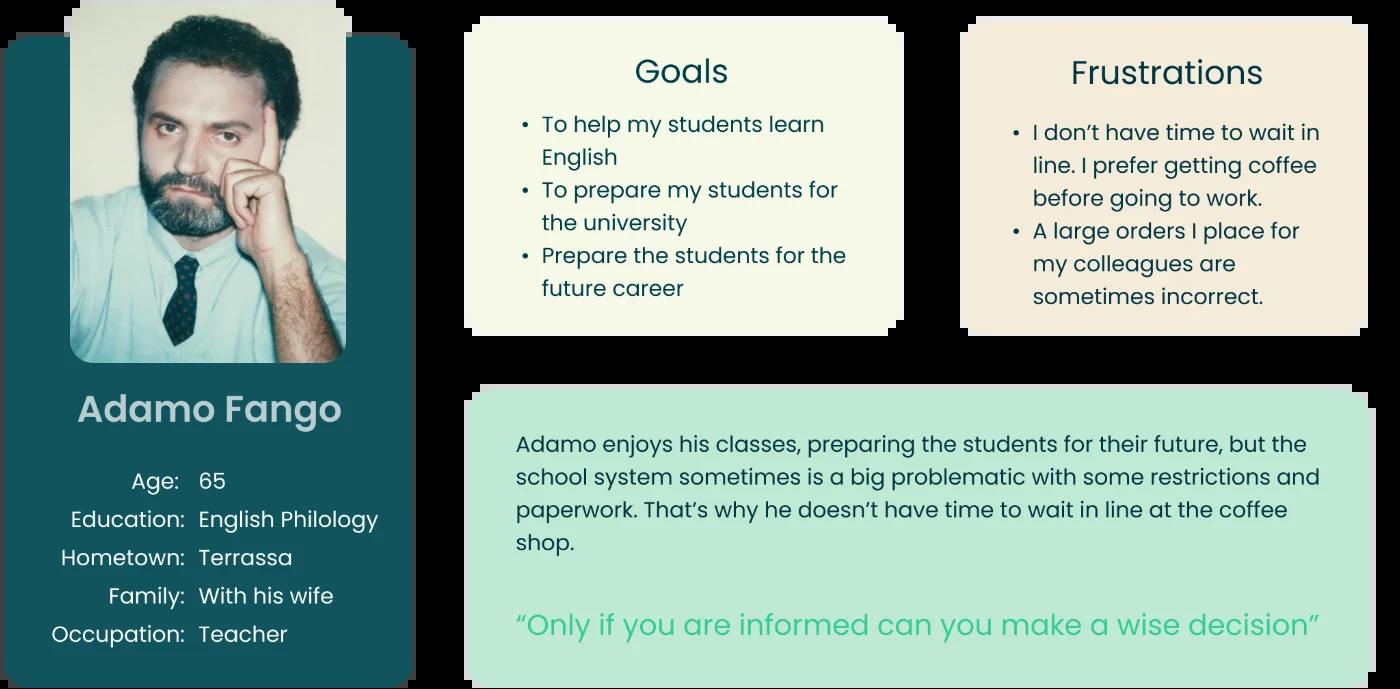 Adamo Fango
Age: 65
Education: English Philology
Hometown: Terrassa
Family: With his wife
Occupation: Teacher
Goals
• To help my students learn
English
• To prepare my students for
the university
• Prepare the students for the
future career
Frustrations
• I don’t have time to wait in
line. I prefer getting coffee
before going to work.
• A large orders I place for
my colleagues are
sometimes incorrect.
Adamo enjoys his classes, preparing the students for their future, but the
school system sometimes is a big problematic with some restrictions and
paperwork. That’s why he doesn’t have time to wait in line at the coffee
shop.
“Only if you are informed can you make a wise decision”